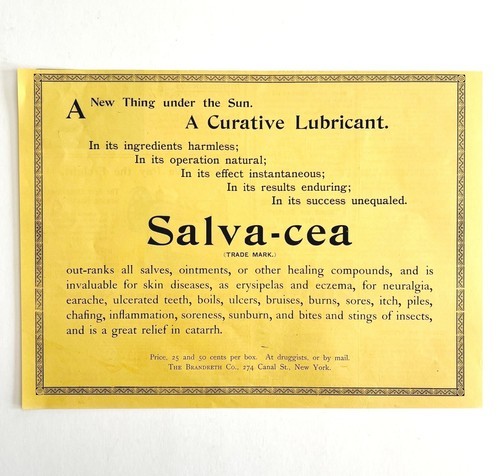 A New Thing under the Sun.
A Curative Lubricant.
In its ingredients harmless;
In its operation natural;
In its effect instantaneous;
In its results enduring;
In its success unequaled.
Salva-cea
(TRADE MARK.)
out-ranks all salves, ointments, or other healing compounds, and is
invaluable for skin diseases, as erysipelas and eczema, for neuralgia,
earache, ulcerated teeth, boils, ulcers, bruises, burns, sores, itch, piles,
chafing, inflammation, soreness, sunburn, and bites and stings of insects,
and is a great relief in catarrh.
Price, 25 and 50 cents per box. At druggists, or by mail.
The Brandreth Co., 274 Canal St., New York.